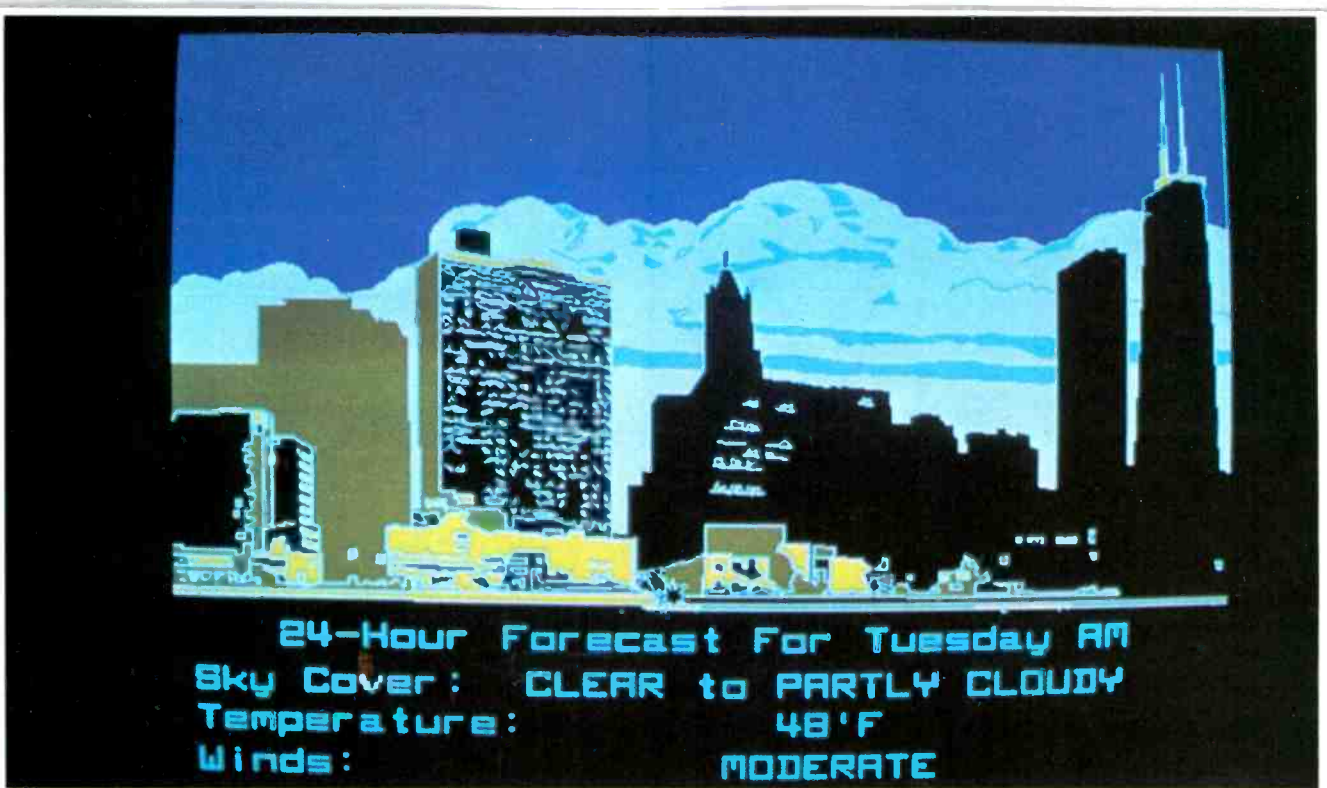 24-Hour Forecast For Tuesday AM
Sky Cover: CLEAR to PARTLY CLOUDY
Temperature: 48'F
Winds: MODERATE